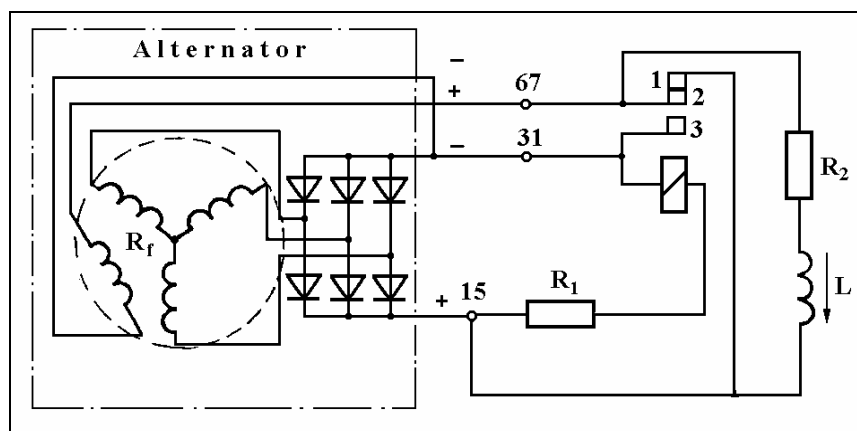 Alternator
−
+
67
1
2
3
−
31
R2
Rf
+
15
R1
L